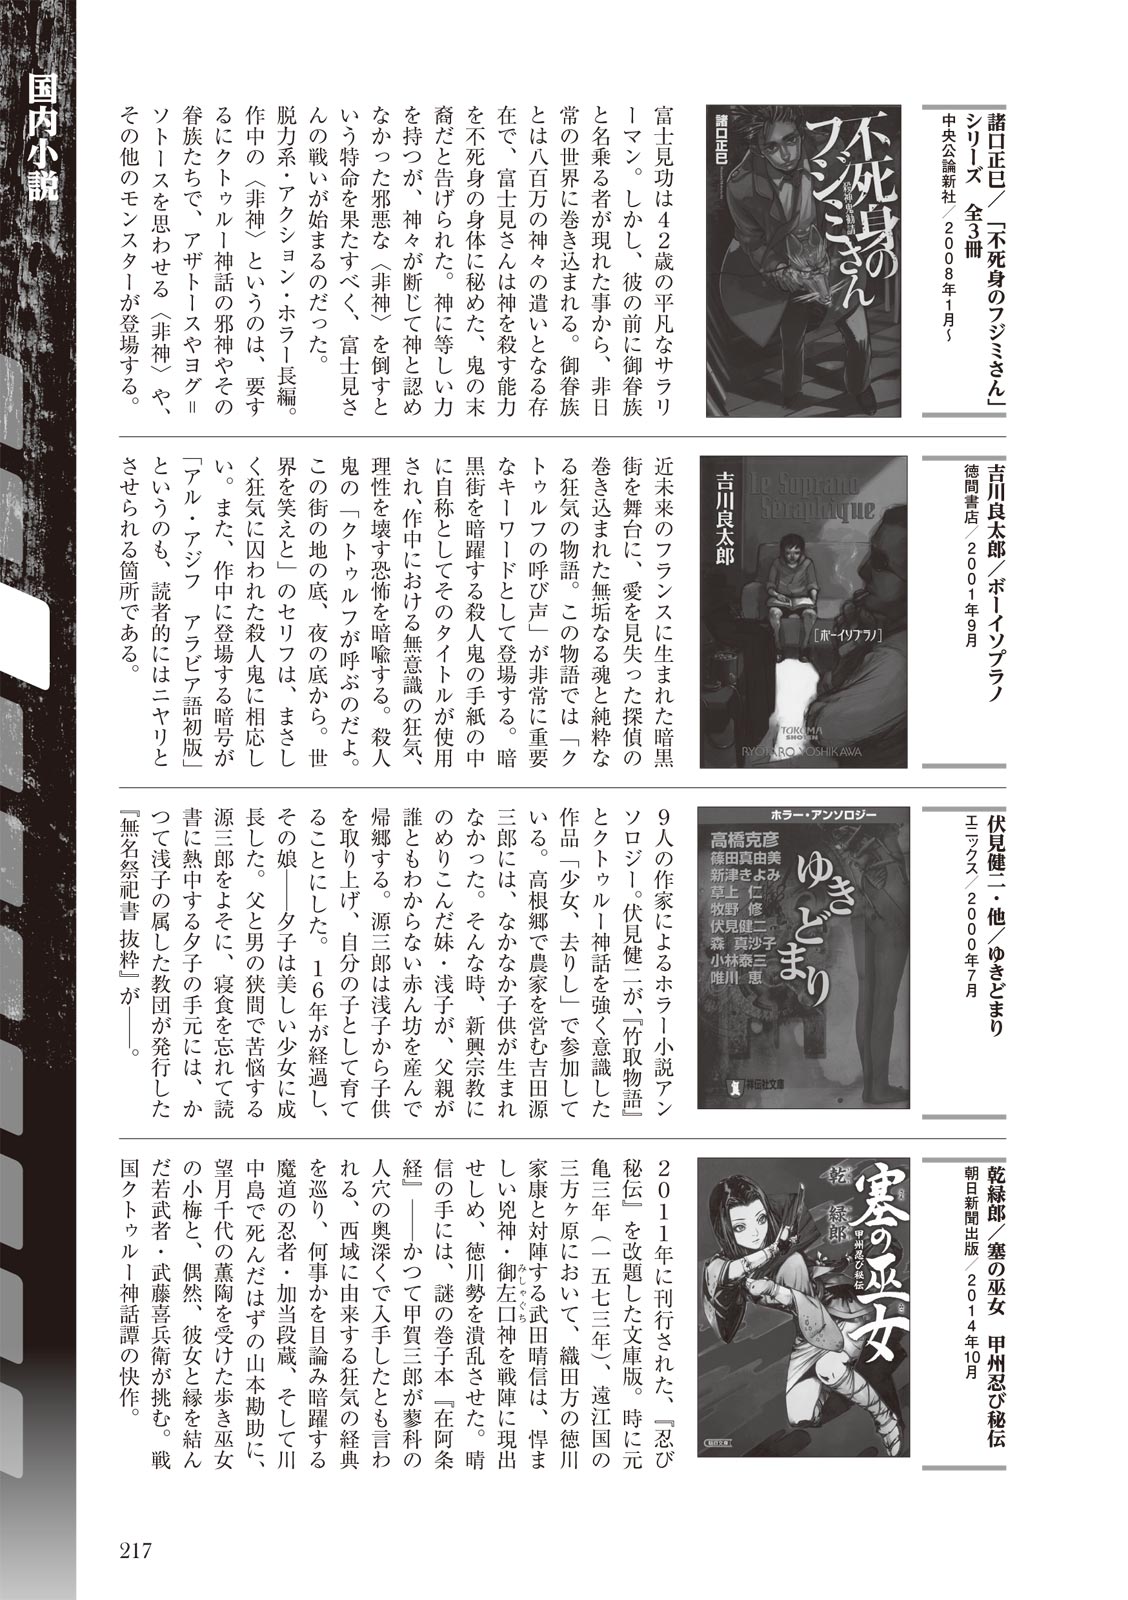 国内小説
諸口正巳／「不死身のフジミさん」
シリーズ　全3冊
中央公論新社／2008年1月〜
不死身の
フジミさん
諸口正巳
富士見功は42歳の平凡なサラリ
ーマン。しかし、彼の前に御眷族
と名乗る者が現れた事から、非日
常の世界に巻き込まれる。御眷族
とは八百万の神々の遣いとなる存
在で、富士見さんは神を殺す能力
を不死身の身体に秘めた、鬼の末
裔だと告げられた。神に等しい力
を持つが、神々が断じて神と認め
なかった邪悪な〈非神〉を倒すと
いう特命を果たすべく、富士見さ
んの戦いが始まるのだった。
脱力系・アクション・ホラー長編。
作中の〈非神〉というのは、要す
るにクトゥルー神話の邪神やその
眷族たちで、アザトースやヨグ＝
ソトースを思わせる〈非神〉や、
その他のモンスターが登場する。
吉川良太郎／ボーイソプラノ
徳間書店／2001年9月
Le Soprano
Séraphique
吉川良太郎
［ボーイソプラノ］
TOKUMA
SHOTEN
RYOTARO YOSHIKAWA
近未来のフランスに生まれた暗黒
街を舞台に、愛を見失った探偵の
巻き込まれた無垢なる魂と純粋な
る狂気の物語。この物語では「ク
トゥルフの呼び声」が非常に重要
なキーワードとして登場する。暗
黒街を暗躍する殺人鬼の手紙の中
に自称としてそのタイトルが使用
され、作中における無意識の狂気、
理性を壊す恐怖を暗喩する。殺人
鬼の「クトゥルフが呼ぶのだよ。
この街の地の底、夜の底から。世
界を笑えと」のセリフは、まさし
く狂気に囚われた殺人鬼に相応し
い。また、作中に登場する暗号が
「アル・アジフ　アラビア語初版」
というのも、読者的にはニヤリと
させられる箇所である。
伏見健二・他／ゆきどまり
エニックス／2000年7月
ホラー・アンソロジー
ゆきどまり
高橋克彦
篠田真由美
新津きよみ
草上　仁
牧野　修
伏見健二
森　真沙子
小林泰三
唯川　恵
祥伝社文庫
9人の作家によるホラー小説アン
ソロジー。伏見健二が、『竹取物語』
とクトゥルー神話を強く意識した
作品「少女、去りし」で参加して
いる。高根郷で農家を営む吉田源
三郎には、なかなか子供が生まれ
なかった。そんな時、新興宗教に
のめりこんだ妹・浅子が、父親が
誰ともわからない赤ん坊を産んで
帰郷する。源三郎は浅子から子供
を取り上げ、自分の子として育て
ることにした。16年が経過し、
その娘――夕子は美しい少女に成
長した。父と男の狭間で苦悩する
源三郎をよそに、寝食を忘れて読
書に熱中する夕子の手元には、か
つて浅子の属した教団が発行した
『無名祭祀書 抜粋』が――。
乾緑郎／塞の巫女　甲州忍び秘伝
朝日新聞出版／2014年10月
塞の巫女
甲州忍び秘伝
乾　緑郎
朝日文庫
2011年に刊行された、『忍び
秘伝』を改題した文庫版。時に元
亀三年（一五七三年）、遠江国の
三方ヶ原において、織田方の徳川
家康と対陣する武田晴信は、悍ま
しい兇神・御左口神を戦陣に現出
みしゃぐち
せしめ、徳川勢を潰乱させた。晴
信の手には、謎の巻子本『在阿条
経』――かつて甲賀三郎が蓼科の
人穴の奥深くで入手したとも言わ
れる、西域に由来する狂気の経典
を巡り、何事かを目論み暗躍する
魔道の忍者・加当段蔵、そして川
中島で死んだはずの山本勘助に、
望月千代の薫陶を受けた歩き巫女
の小梅と、偶然、彼女と縁を結ん
だ若武者・武藤喜兵衛が挑む。戦
国クトゥルー神話譚の快作。
217